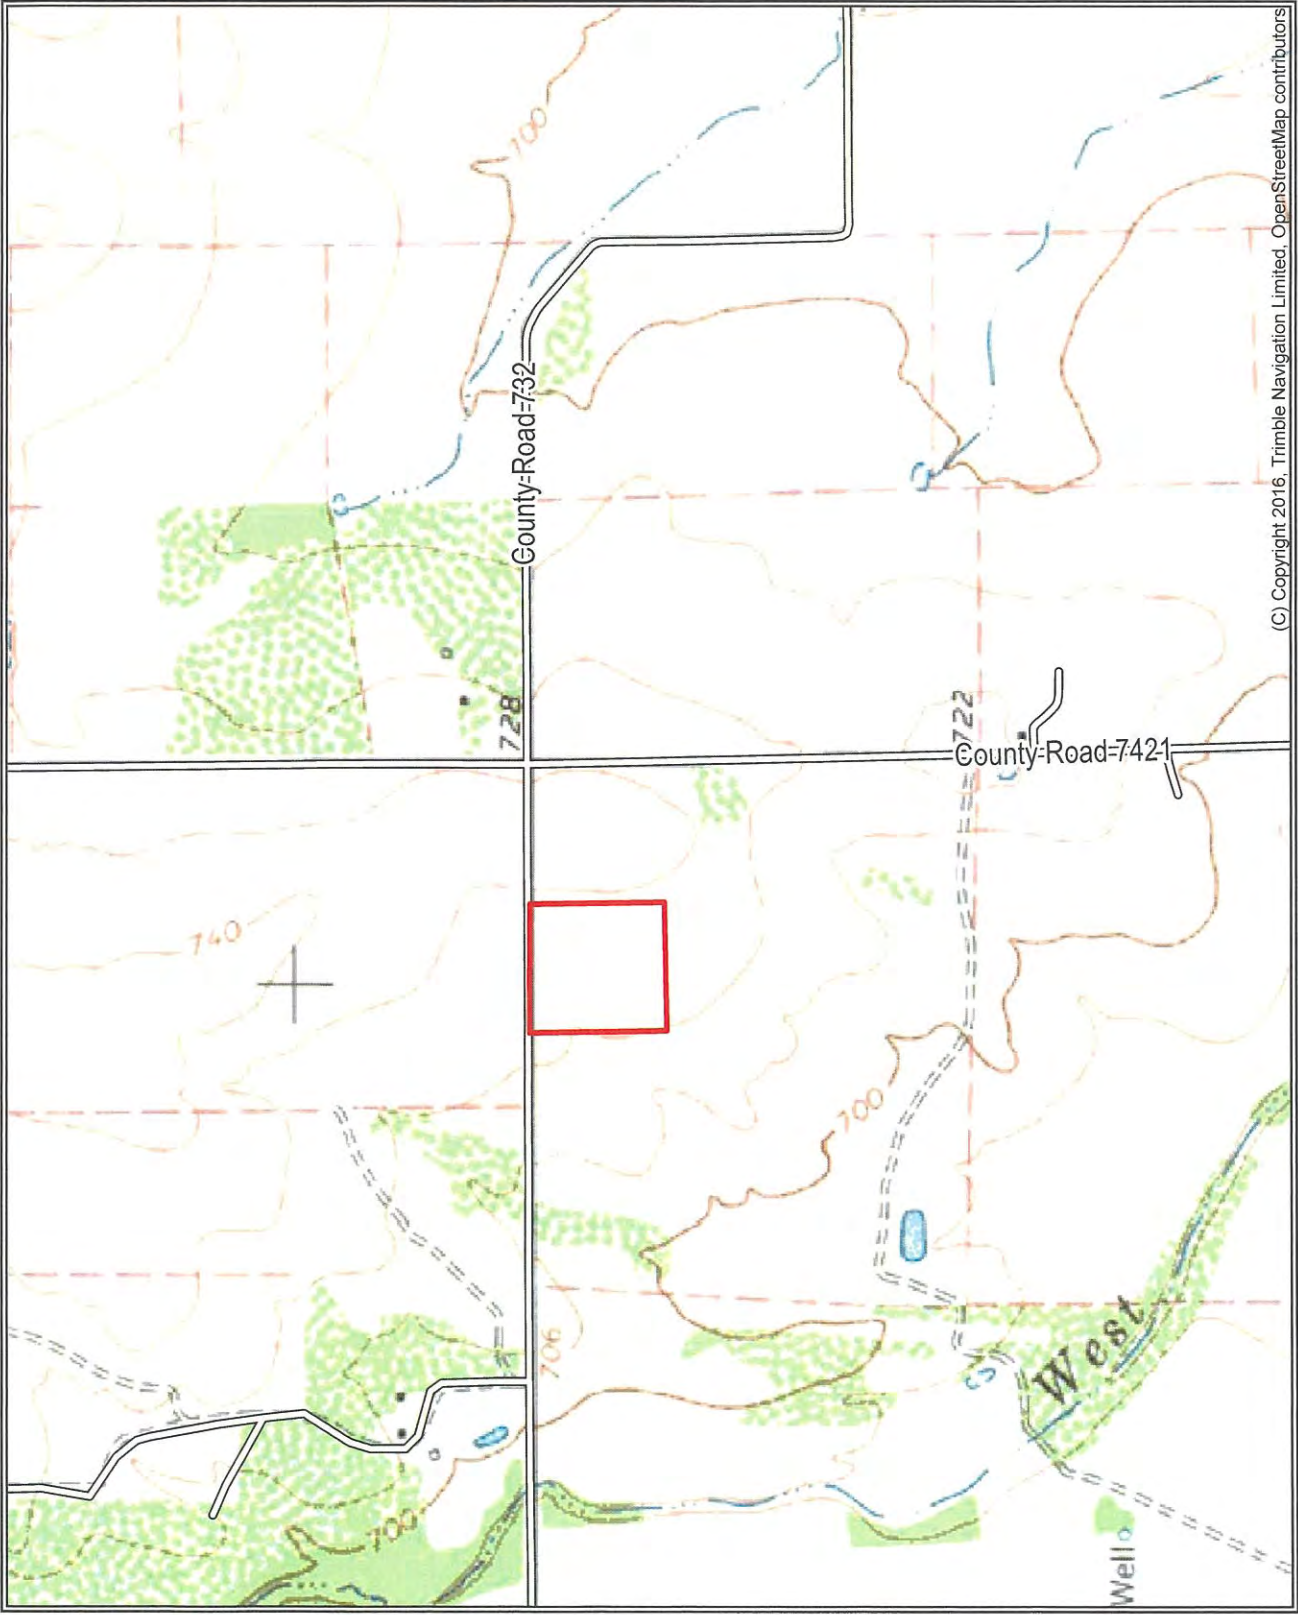 (C) Copyright 2016, Trimble Navigation Limited, OpenStreetMap contributors
700
County-Road-732
728
722
County-Road-7421
740
700
706
West
700
Well